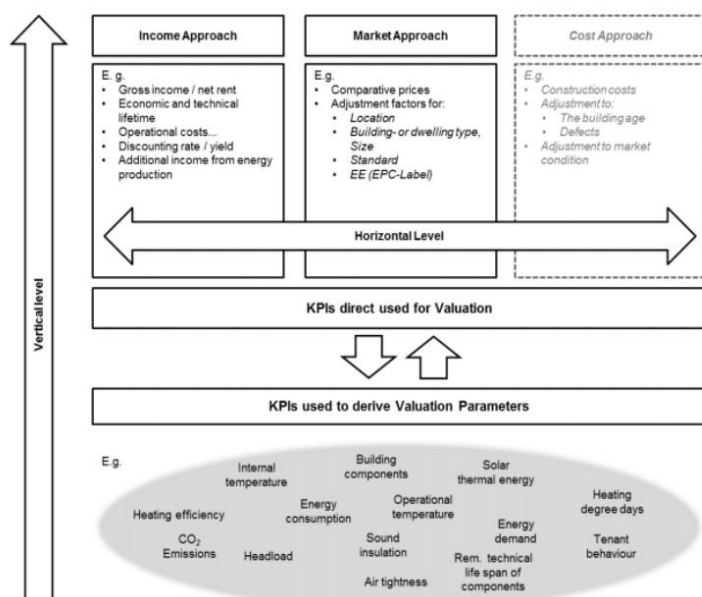 Income Approach
Market Approach
Cost Approach
E. g.
• Gross income / net rent
• Economic and technical
lifetime
• Operational costs...
• Discounting rate / yield
• Additional income from energy
production
E.g.
• Comparative prices
• Adjustment factors for:
• Location
• Building- or dwelling type,
Size
• Standard
• EE (EPC-Label)
E.g.
• Construction costs
• Adjustment to:
• The building age
• Defects
• Adjustment to market
condition
Horizontal Level
Vertical level
KPIs direct used for Valuation
KPIs used to derive Valuation Parameters
E.g.
Internal
temperature
Building
components
Solar
thermal energy
Heating
degree days
Heating efficiency
Energy
consumption
Operational
temperature
Energy
demand
CO₂
Emissions
Headload
Sound
insulation
Tenant
behaviour
Air tightness
Rem. technical
life span of
components